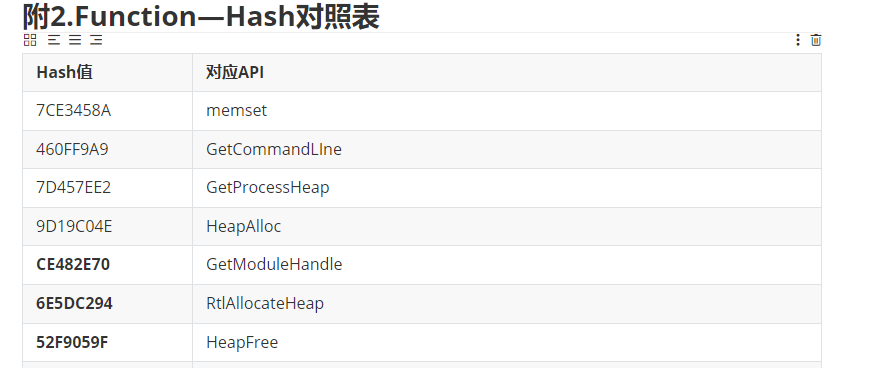 附2.Function—Hash对照表
Hash值 对应API
7CE3458A memset
460FF9A9 GetCommandLIne
7D457EE2 GetProcessHeap
9D19C04E HeapAlloc
CE482E70 GetModuleHandle
6E5DC294 RtlAllocateHeap
52F9059F HeapFree